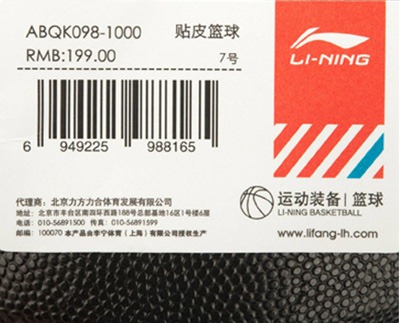 ABQK098-1000 贴皮篮球
RMB:199.00 7号
LI-NING
6 949225 988165
代理商：北京力方力合体育发展有限公司
地址：北京市丰台区南四环西路188号总部基地16区1号楼6层
电话：010-56891500 传真：010-56891599
邮编：100070 本产品由李宁体育（上海）有限公司授权生产
运动装备|篮球
LI-NING BASKETBALL
www.lifang-lh.com